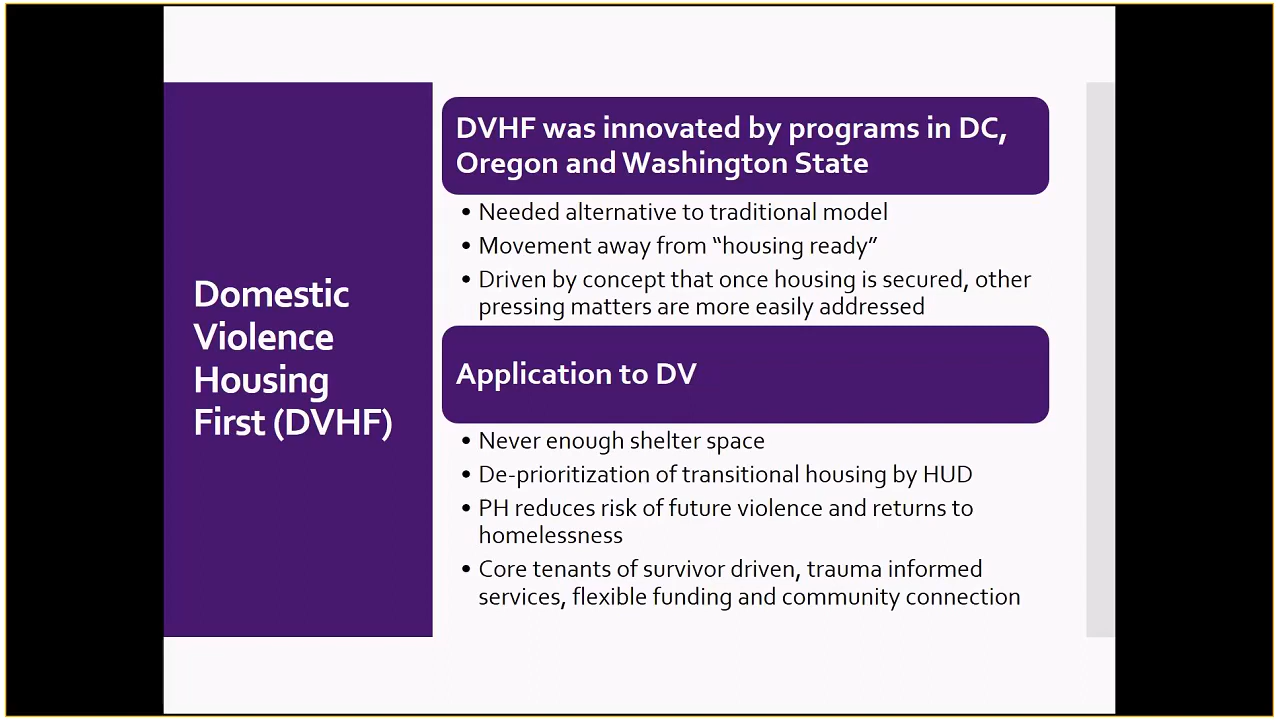 Domestic
Violence
Housing
First (DVHF)
DVHF was innovated by programs in DC,
Oregon and Washington State
• Needed alternative to traditional model
• Movement away from “housing ready”
• Driven by concept that once housing is secured, other
pressing matters are more easily addressed
Application to DV
• Never enough shelter space
• De-prioritization of transitional housing by HUD
• PH reduces risk of future violence and returns to
homelessness
• Core tenants of survivor driven, trauma informed
services, flexible funding and community connection